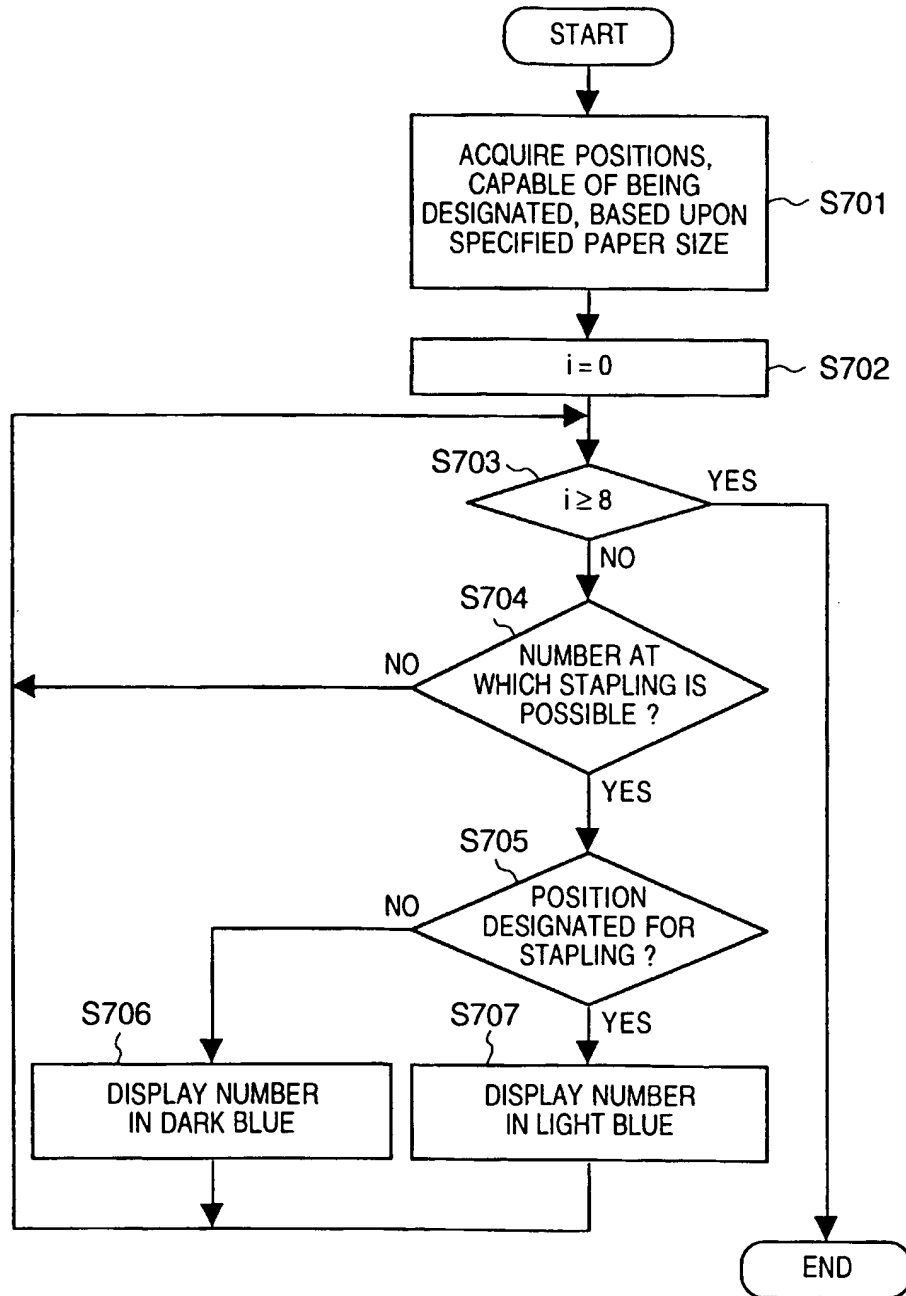 START
ACQUIRE POSITIONS,
CAPABLE OF BEING
DESIGNATED, BASED UPON
SPECIFIED PAPER SIZE
S701
i = 0
S702
S703
i ≥ 8
YES
NO
S704
NUMBER AT
WHICH STAPLING IS
POSSIBLE ?
NO
YES
S705
POSITION
DESIGNATED FOR
STAPLING ?
NO
YES
S706
DISPLAY NUMBER
IN DARK BLUE
S707
DISPLAY NUMBER
IN LIGHT BLUE
END